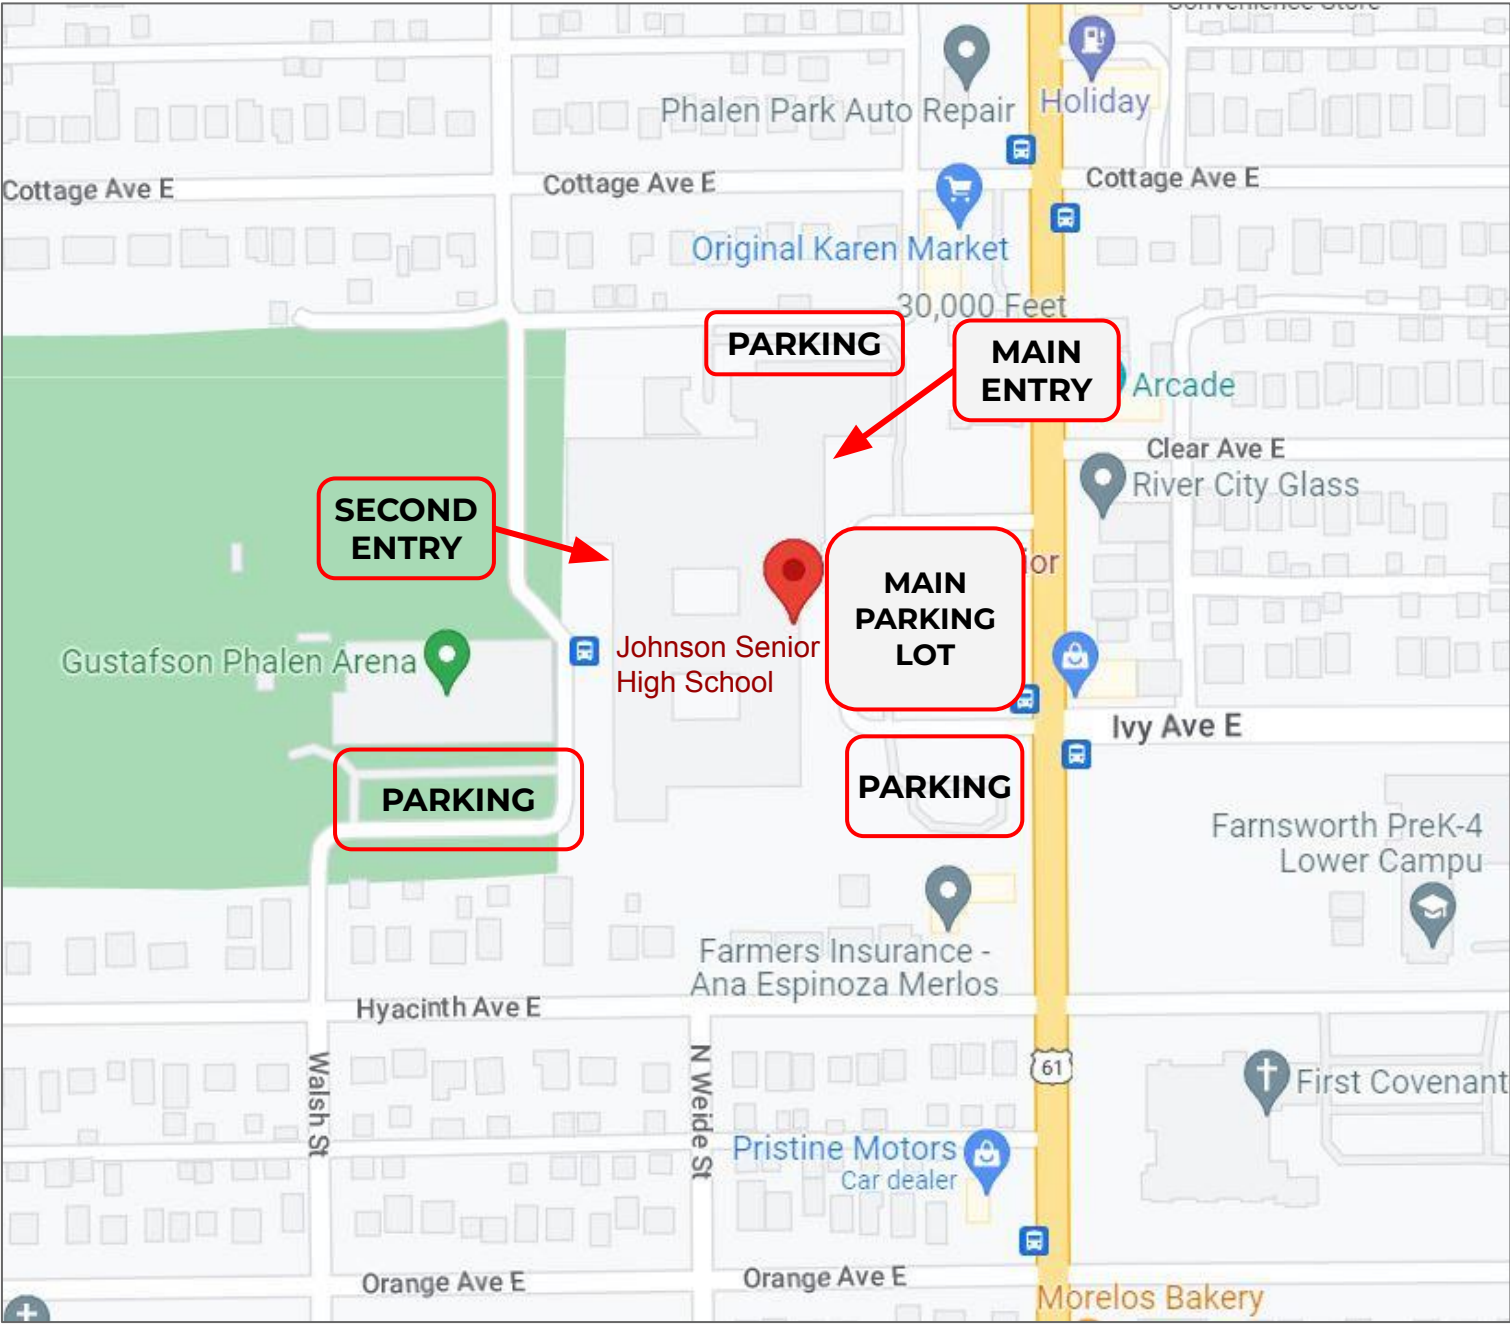 Convenience Store
Phalen Park Auto Repair
Holiday
Cottage Ave E
Cottage Ave E
Cottage Ave E
Original Karen Market
30,000 Feet
PARKING
MAIN
ENTRY
Arcade
Clear Ave E
River City Glass
SECOND
ENTRY
MAIN
PARKING
LOT
ior
Gustafson Phalen Arena
Johnson Senior
High School
Ivy Ave E
PARKING
PARKING
Farnsworth PreK-4
Lower Campu
Farmers Insurance -
Ana Espinoza Merlos
Hyacinth Ave E
Walsh St
N Weide St
61
First Covenant
Pristine Motors
Car dealer
Orange Ave E
Orange Ave E
Morelos Bakery